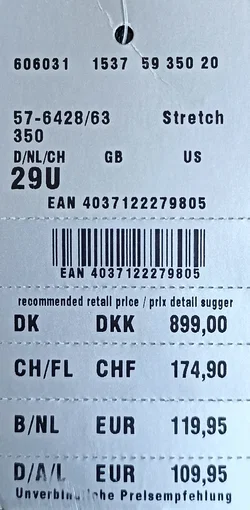 606031 1537 59 350 20
57-6428/63 Stretch
350
D/NL/CH GB US
29U
EAN 4037122279805
EAN 4037122279805
recommended retail price / prix detail sugger
DK DKK 899,00
CH/FL CHF 174,90
B/NL EUR 119,95
D/A/L EUR 109,95
Preisempfehlung